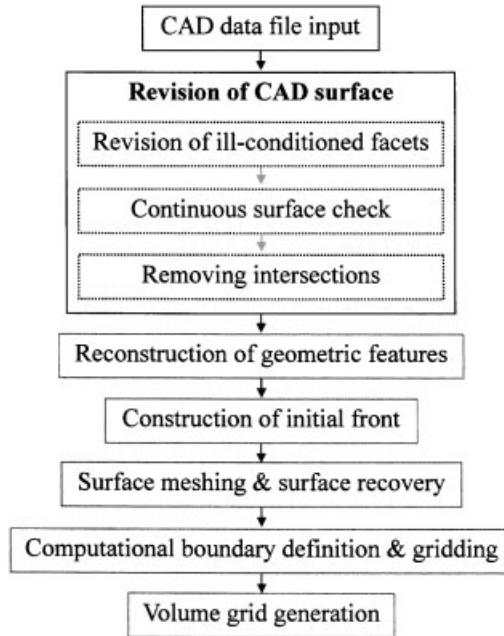 CAD data file input
Revision of CAD surface
Revision of ill-conditioned facets
Continuous surface check
Removing intersections
Reconstruction of geometric features
Construction of initial front
Surface meshing & surface recovery
Computational boundary definition & gridding
Volume grid generation